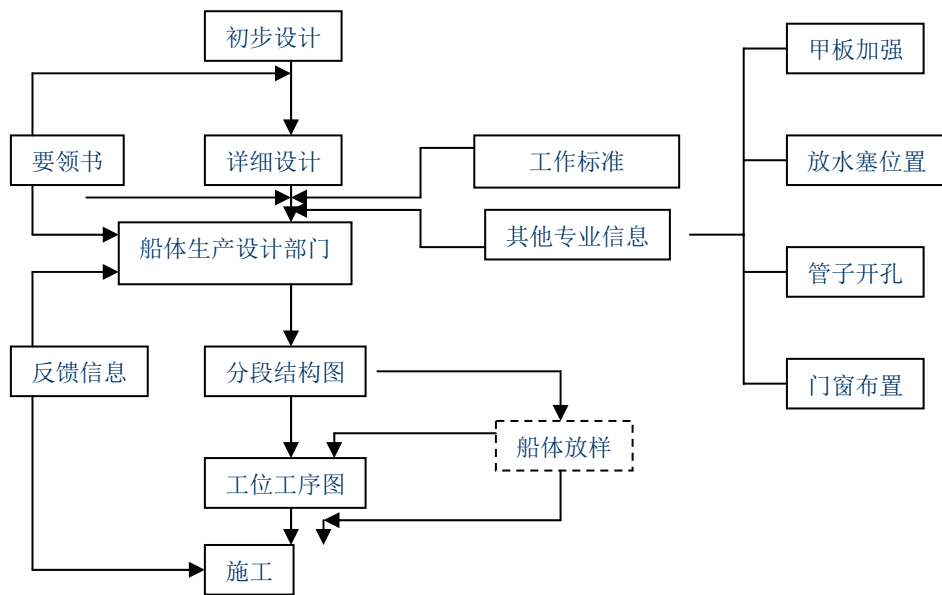 初步设计
甲板加强
要领书
详细设计
工作标准
放水塞位置
船体生产设计部门
其他专业信息
管子开孔
反馈信息
分段结构图
门窗布置
船体放样
工位工序图
施工